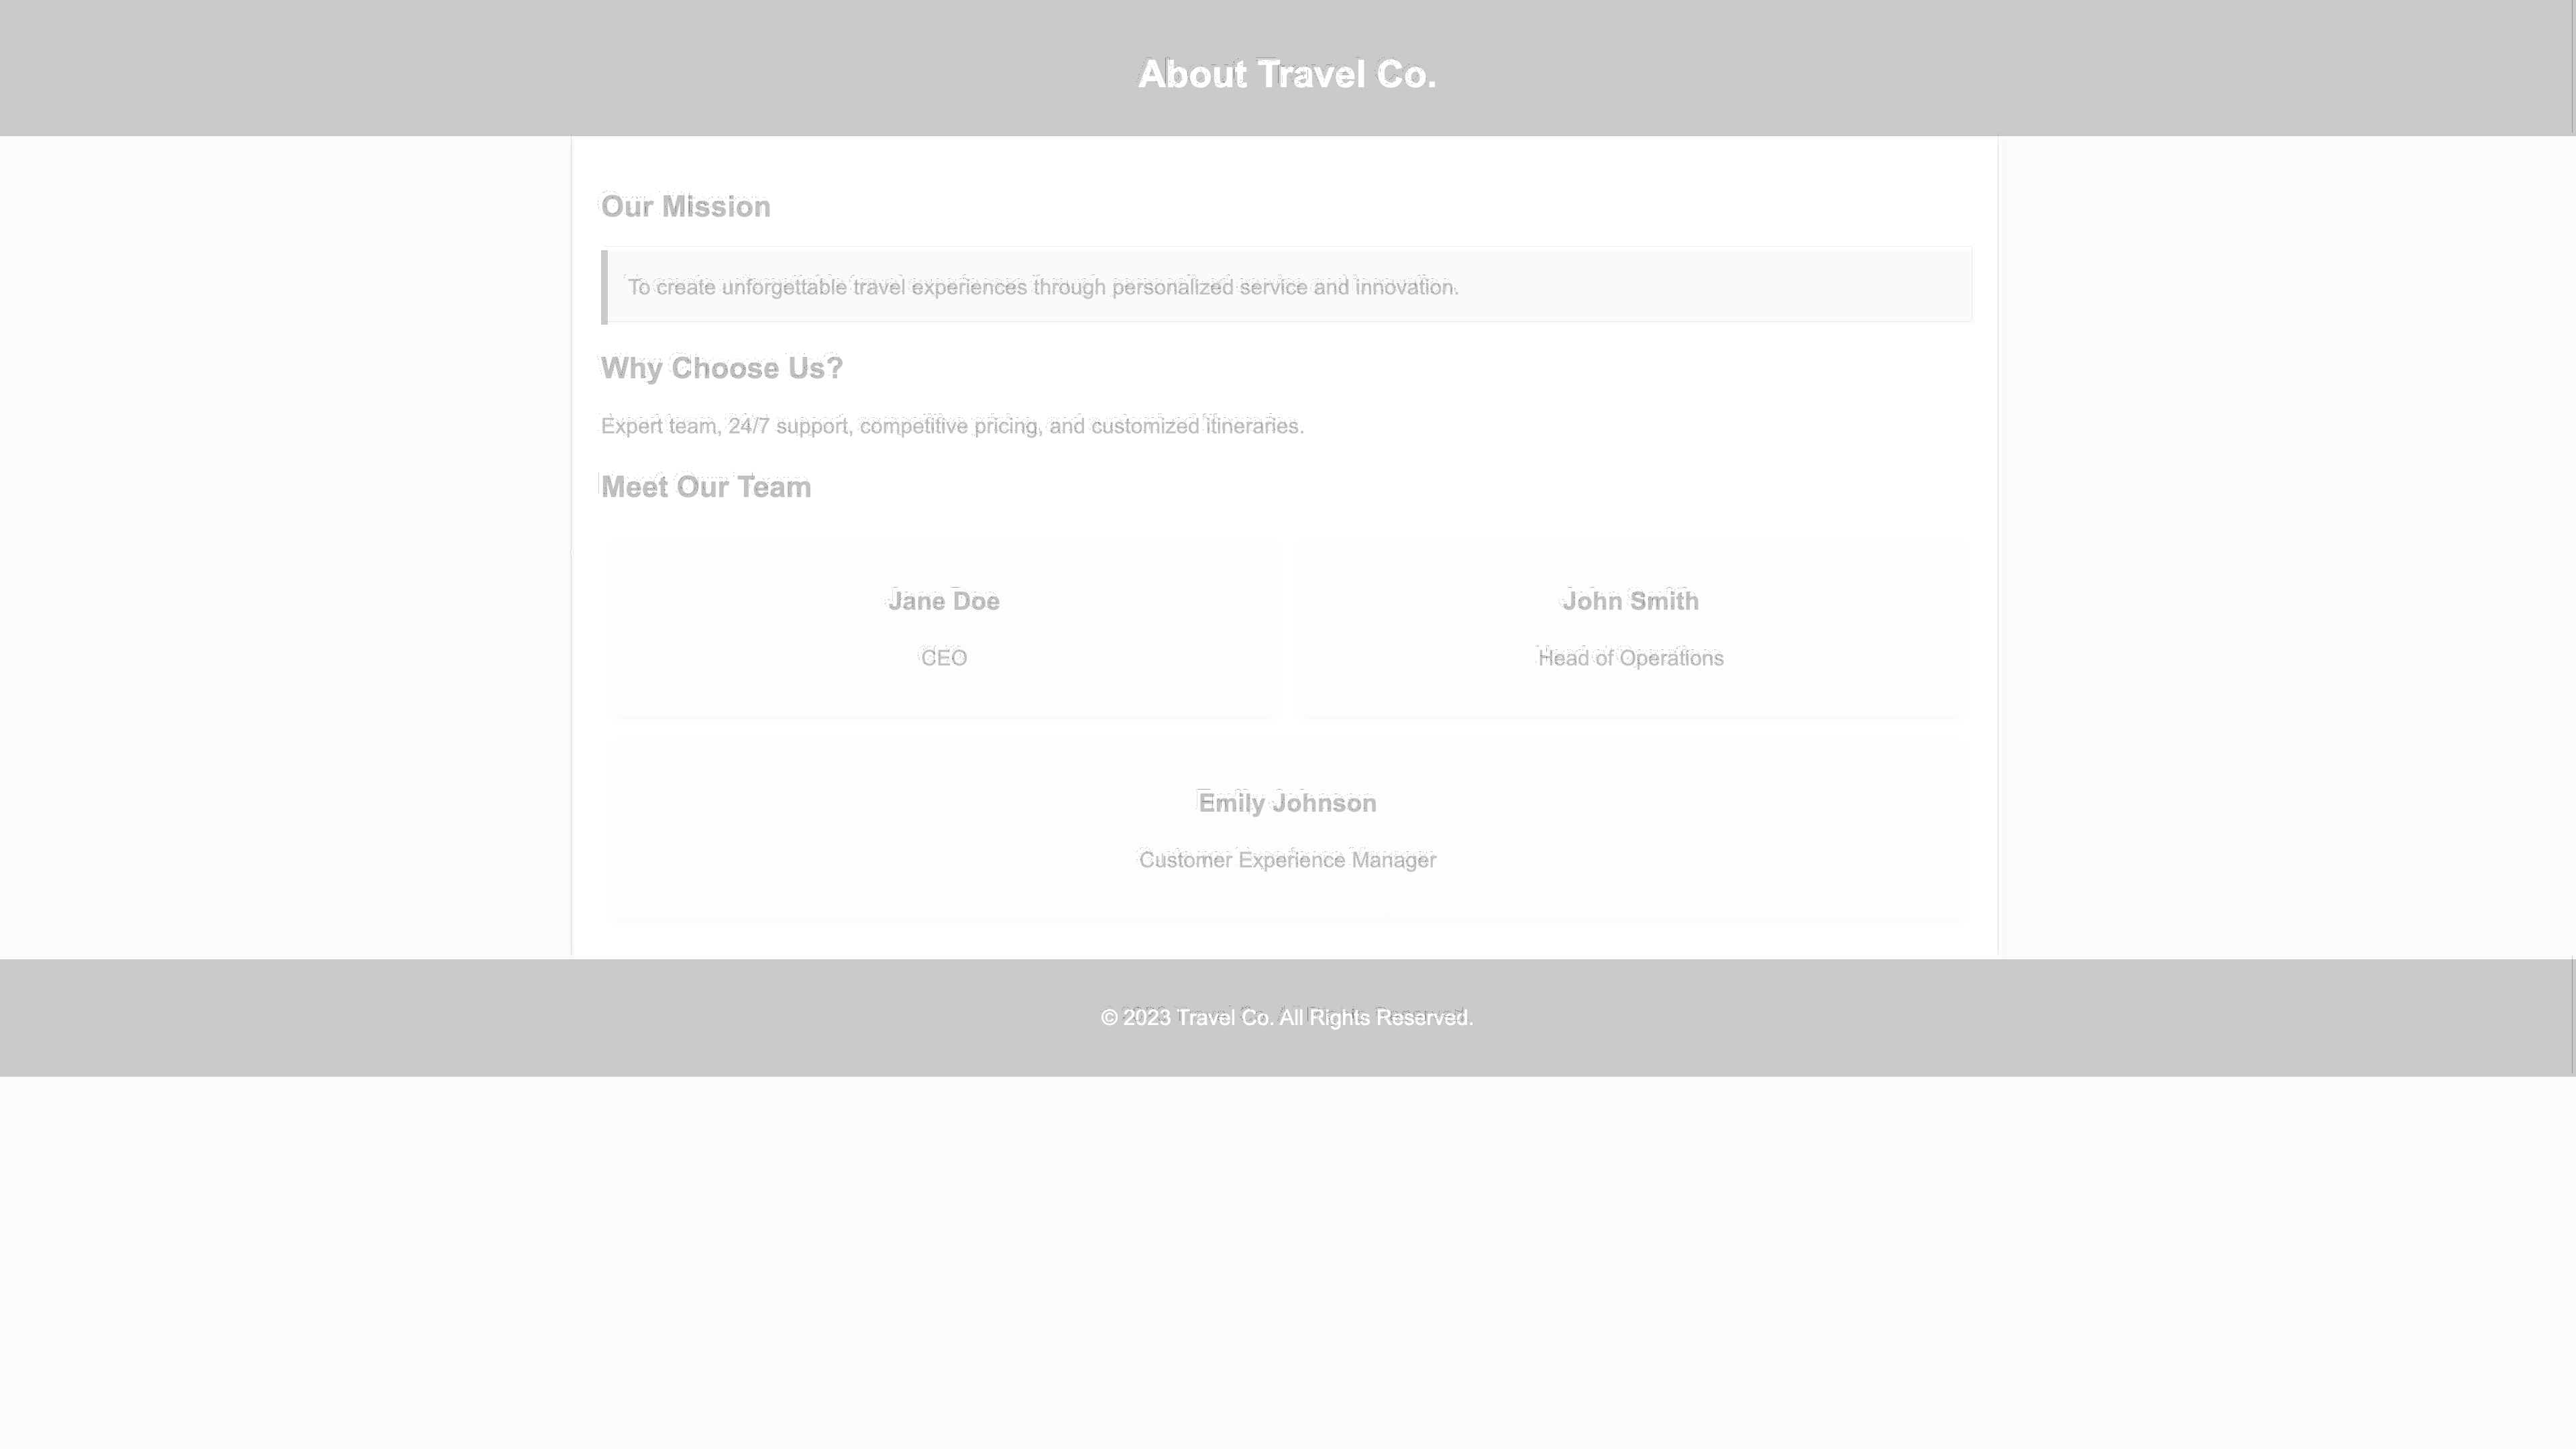 About Travel Co.
Our Mission
To create unforgettable travel experiences through personalized service and innovation.
Why Choose Us?
Expert team, 24/7 support, competitive pricing, and customized itineraries.
Meet Our Team
Jane Doe
CEO
John Smith
Head of Operations
Emily Johnson
Customer Experience Manager
© 2023 Travel Co. All Rights Reserved.